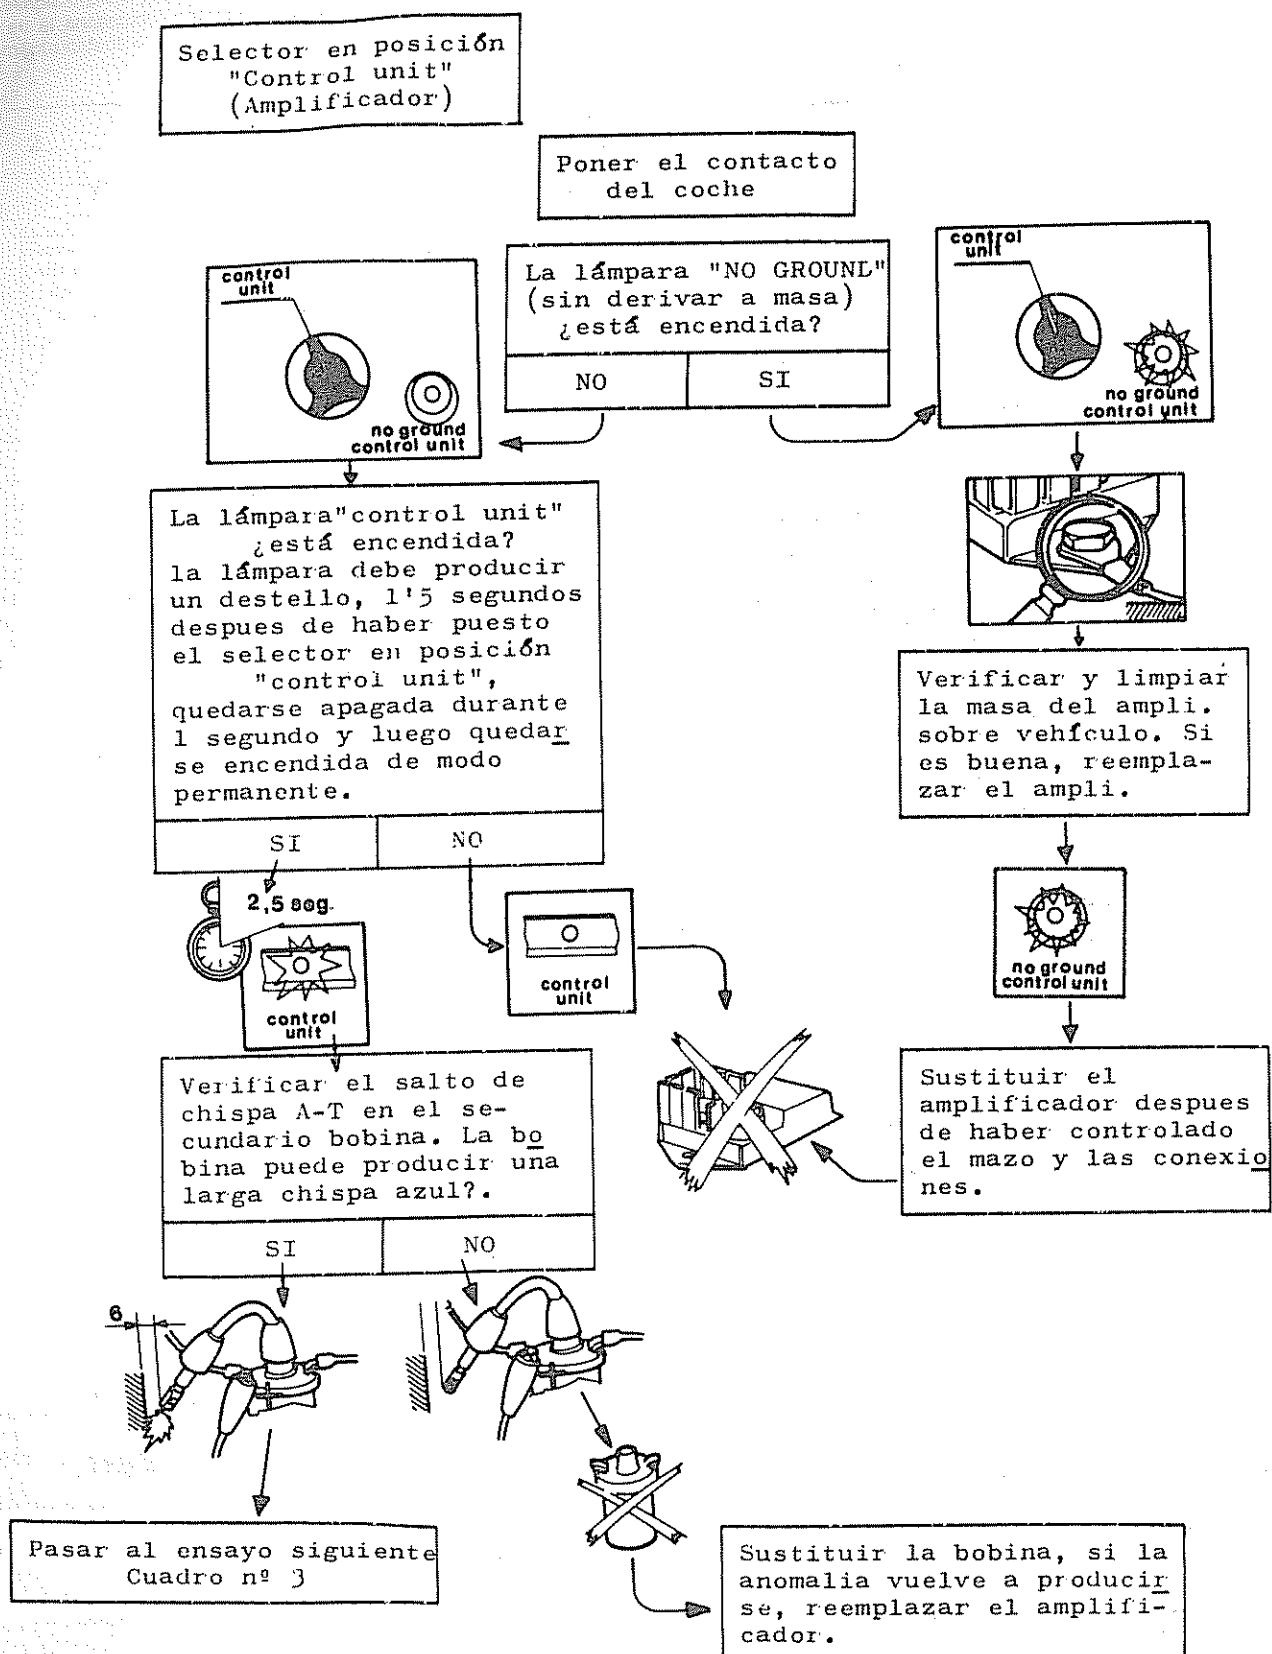 Selector en posición
"Control unit"
(Amplificador)
Poner el contacto
del coche
La lámpara "NO GROUNL"
(sin derivar a masa)
¿está encendida?
NO
SI
control
unit
no ground
control unit
control
unit
no ground
control unit
La lámpara"control unit"
¿está encendida?
la lámpara debe producir
un destello, 1'5 segundos
despues de haber puesto
el selector en posición
"control unit",
quedarse apagada durante
1 segundo y luego quedar
se encendida de modo
permanente.
SI
NO
Verificar y limpiar
la masa del ampli.
sobre vehículo. Si
es buena, reempla-
zar el ampli.
2,5 seg.
control
unit
control
unit
no ground
control unit
Verificar el salto de
chispa A-T en el se-
cundario bobina. La bo
bina puede producir una
larga chispa azul?.
SI
NO
Sustituir el
amplificador despues
de haber controlado
el mazo y las conexio
nes.
6
Pasar al ensayo siguiente
Cuadro nº 3
Sustituir la bobina, si la
anomalia vuelve a producir
se, reemplazar el amplifi-
cador.